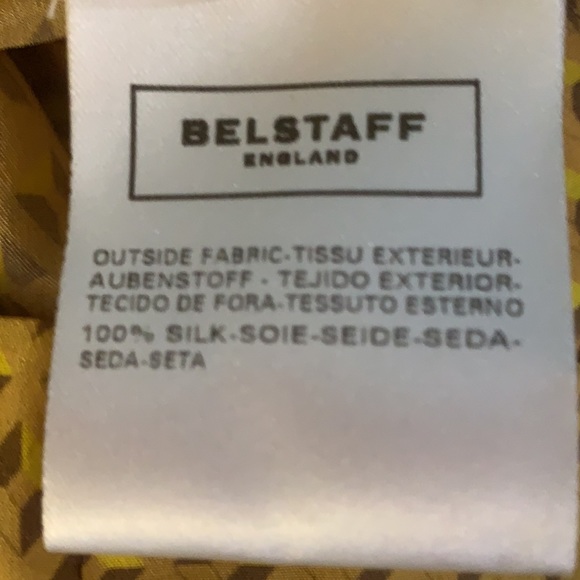 BELSTAFF
ENGLAND
OUTSIDE FABRIC-TISSU EXTERIEUR-
AUBENSTOFF - TEJIDO EXTERIOR-
TECIDO DE FORA-TESSUTO ESTERNO
100% SILK-SOIE-SEIDE-SEDA-
SEDA-SETA